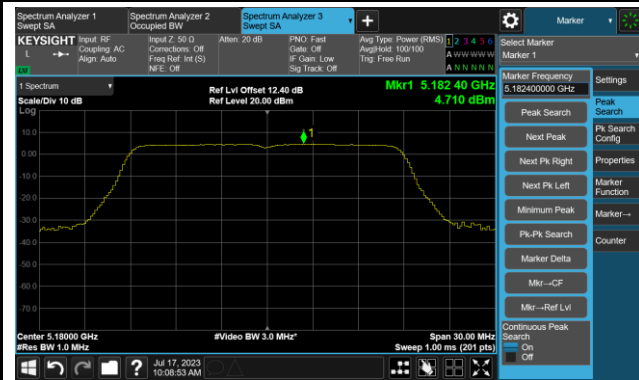 Spectrum Analyzer 1
Swept SA
Spectrum Analyzer 2
Occupied BW
Spectrum Analyzer 3
Swept SA
Marker
KEYSIGHT
L
Input: RF
Coupling: AC
Align: Auto
Input Z: 50 Ω
Corrections: Off
Freq Ref: Int (S)
NFE: Off
Atten: 20 dB
PNO: Fast
Gate: Off
IF Gain: Low
Sig Track: Off
Avg Type: Power (RMS)
Avg|Hold: 100/100
Trig: Free Run
1 2 3 4 5 6
A W W W W W
A N N N N N
Select Marker
Marker 1
1 Spectrum
Scale/Div 10 dB
Log
Ref Lvl Offset 12.40 dB
Ref Level 20.00 dBm
Mkr1 5.182 40 GHz
4.710 dBm
10.0
0.00
-10.0
-20.0
-30.0
-40.0
-50.0
-60.0
-70.0
1
Center 5.18000 GHz
#Res BW 1.0 MHz
#Video BW 3.0 MHz*
Span 30.00 MHz
Sweep 1.00 ms (201 pts)
Marker Frequency
5.182400000 GHz
Peak Search
Next Peak
Next Pk Right
Next Pk Left
Minimum Peak
Pk-Pk Search
Marker Delta
Mkr→CF
Mkr→Ref Lvl
Continuous Peak
Search
On
Off
Settings
Peak
Search
Pk Search
Config
Properties
Marker
Function
Marker→
Counter
?
Jul 17, 2023
10:08:53 AM